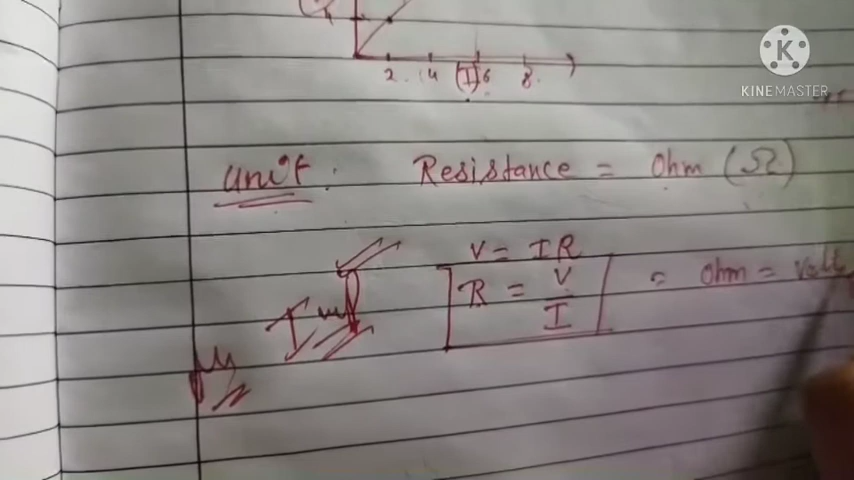 2 4 (I) 6 8
K
KINEMASTER
Unit: Resistance = Ohm (Ω)
V = IR
R = V/I = Ohm = Volt